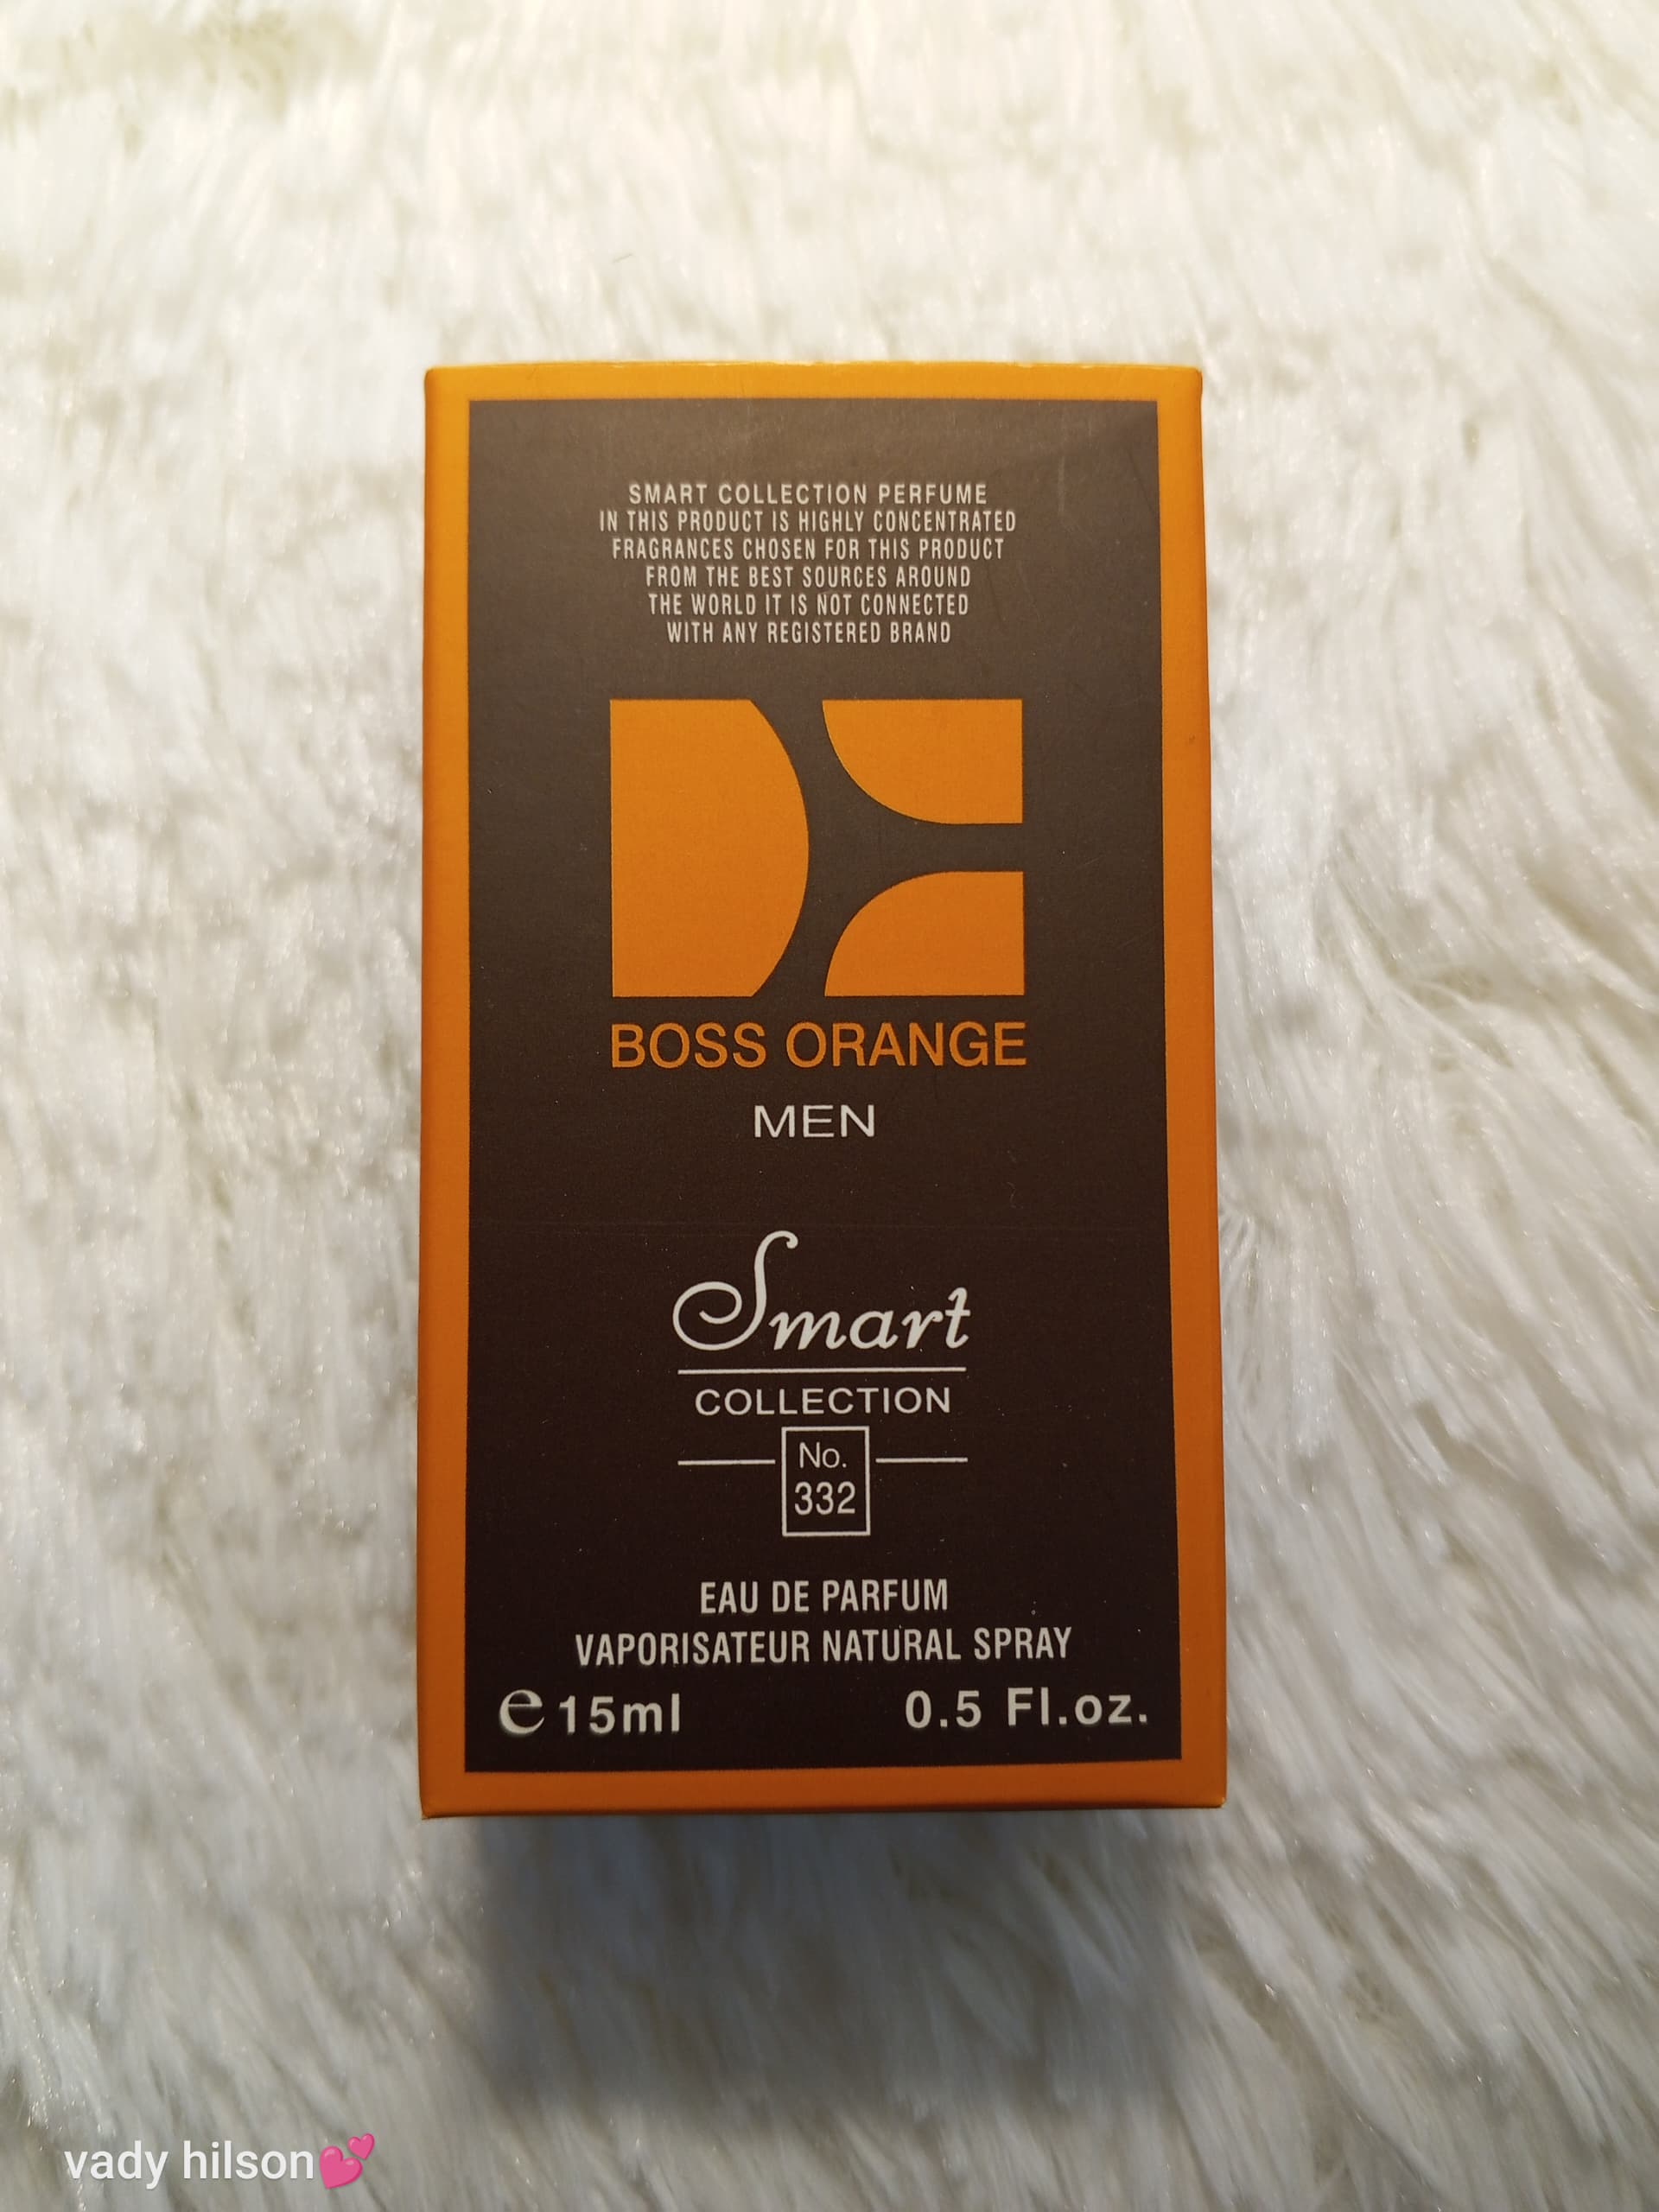 SMART COLLECTION PERFUME
IN THIS PRODUCT IS HIGHLY CONCENTRATED
FRAGRANCES CHOSEN FOR THIS PRODUCT
FROM THE BEST SOURCES AROUND
THE WORLD IT IS NOT CONNECTED
WITH ANY REGISTERED BRAND
BOSS ORANGE
MEN
Smart
COLLECTION
No.
332
EAU DE PARFUM
VAPORISATEUR NATURAL SPRAY
e 15ml 0.5 Fl.oz.
vady hilson💕